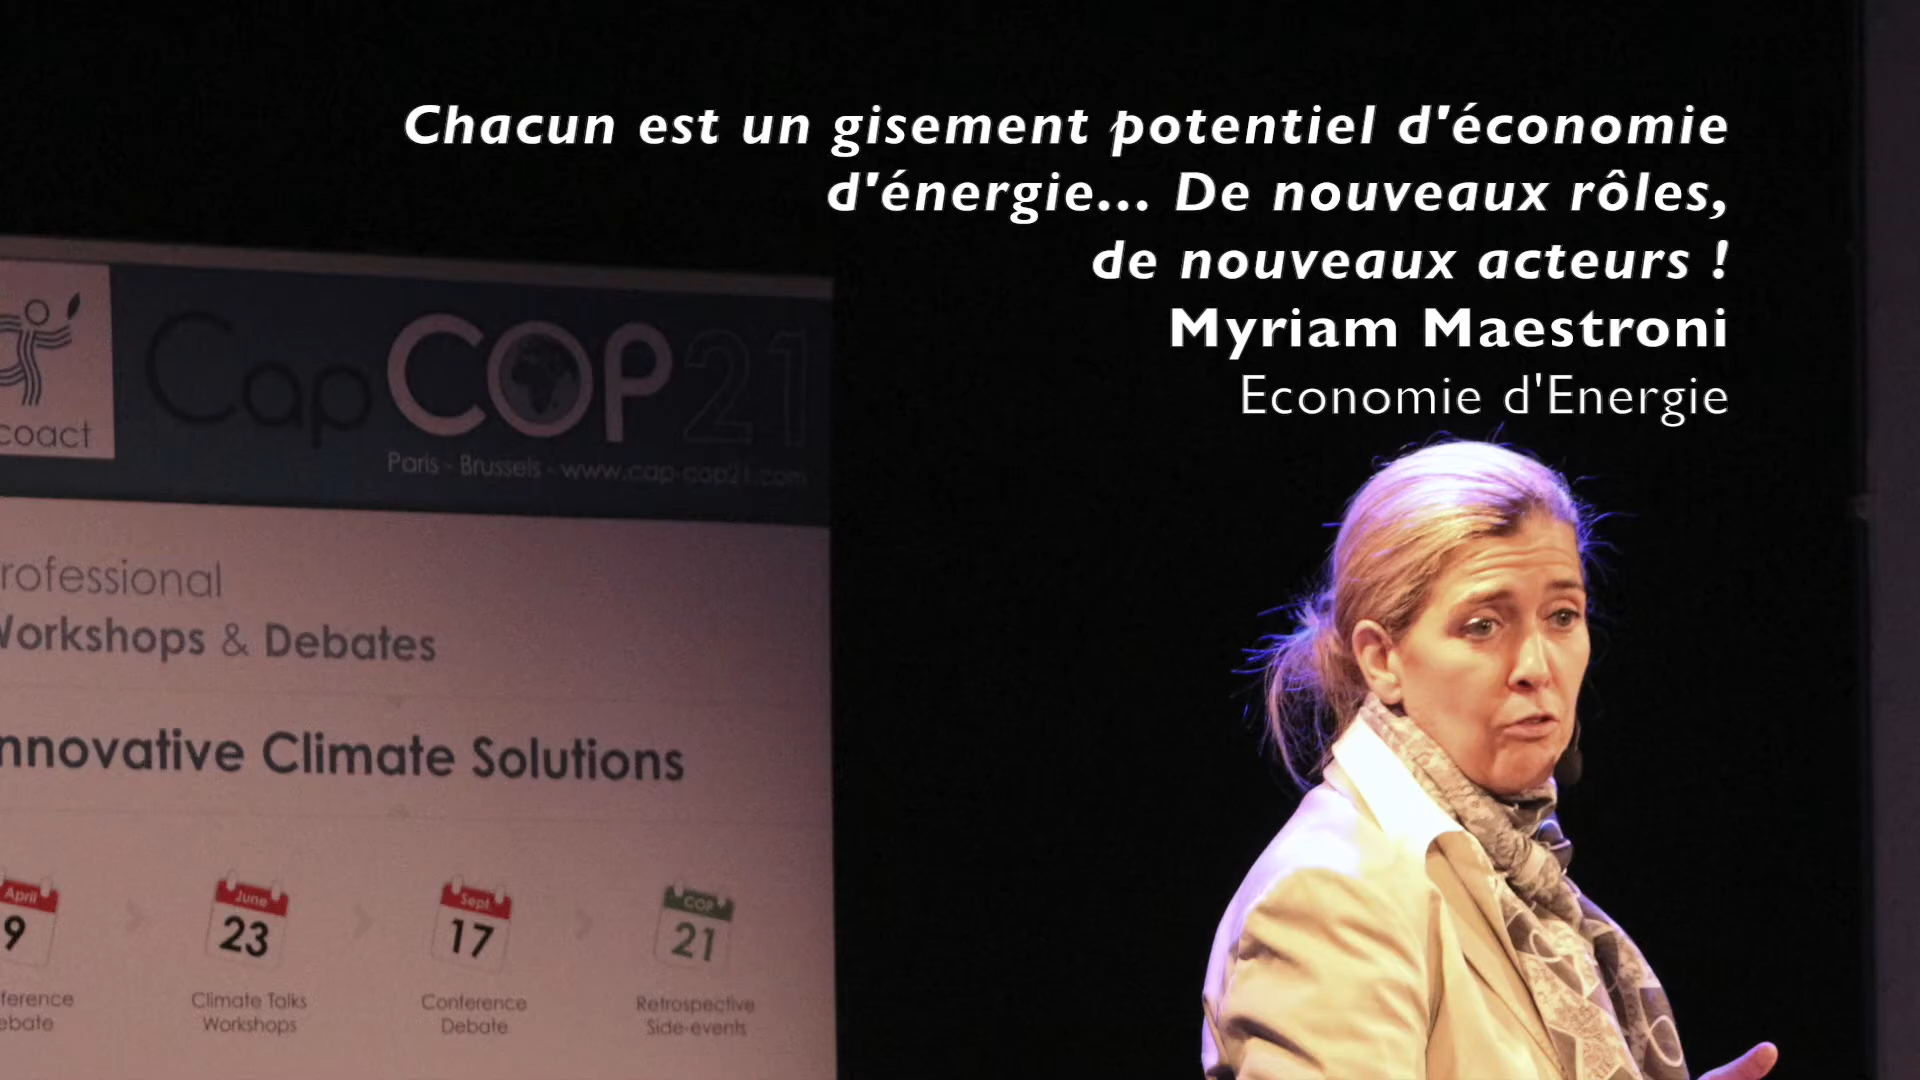 Chacun est un gisement potentiel d'économie
d'énergie... De nouveaux rôles,
de nouveaux acteurs !
Myriam Maestroni
Economie d'Energie
coact
CapCOP21
Paris - Brussels - www.cap-cop21.com
rofessional
Workshops & Debates
nnovative Climate Solutions
April
9
ference
ebate
June
23
Climate Talks
Workshops
Sept.
17
Conference
Debate
COP
21
Retrospective
Side-events